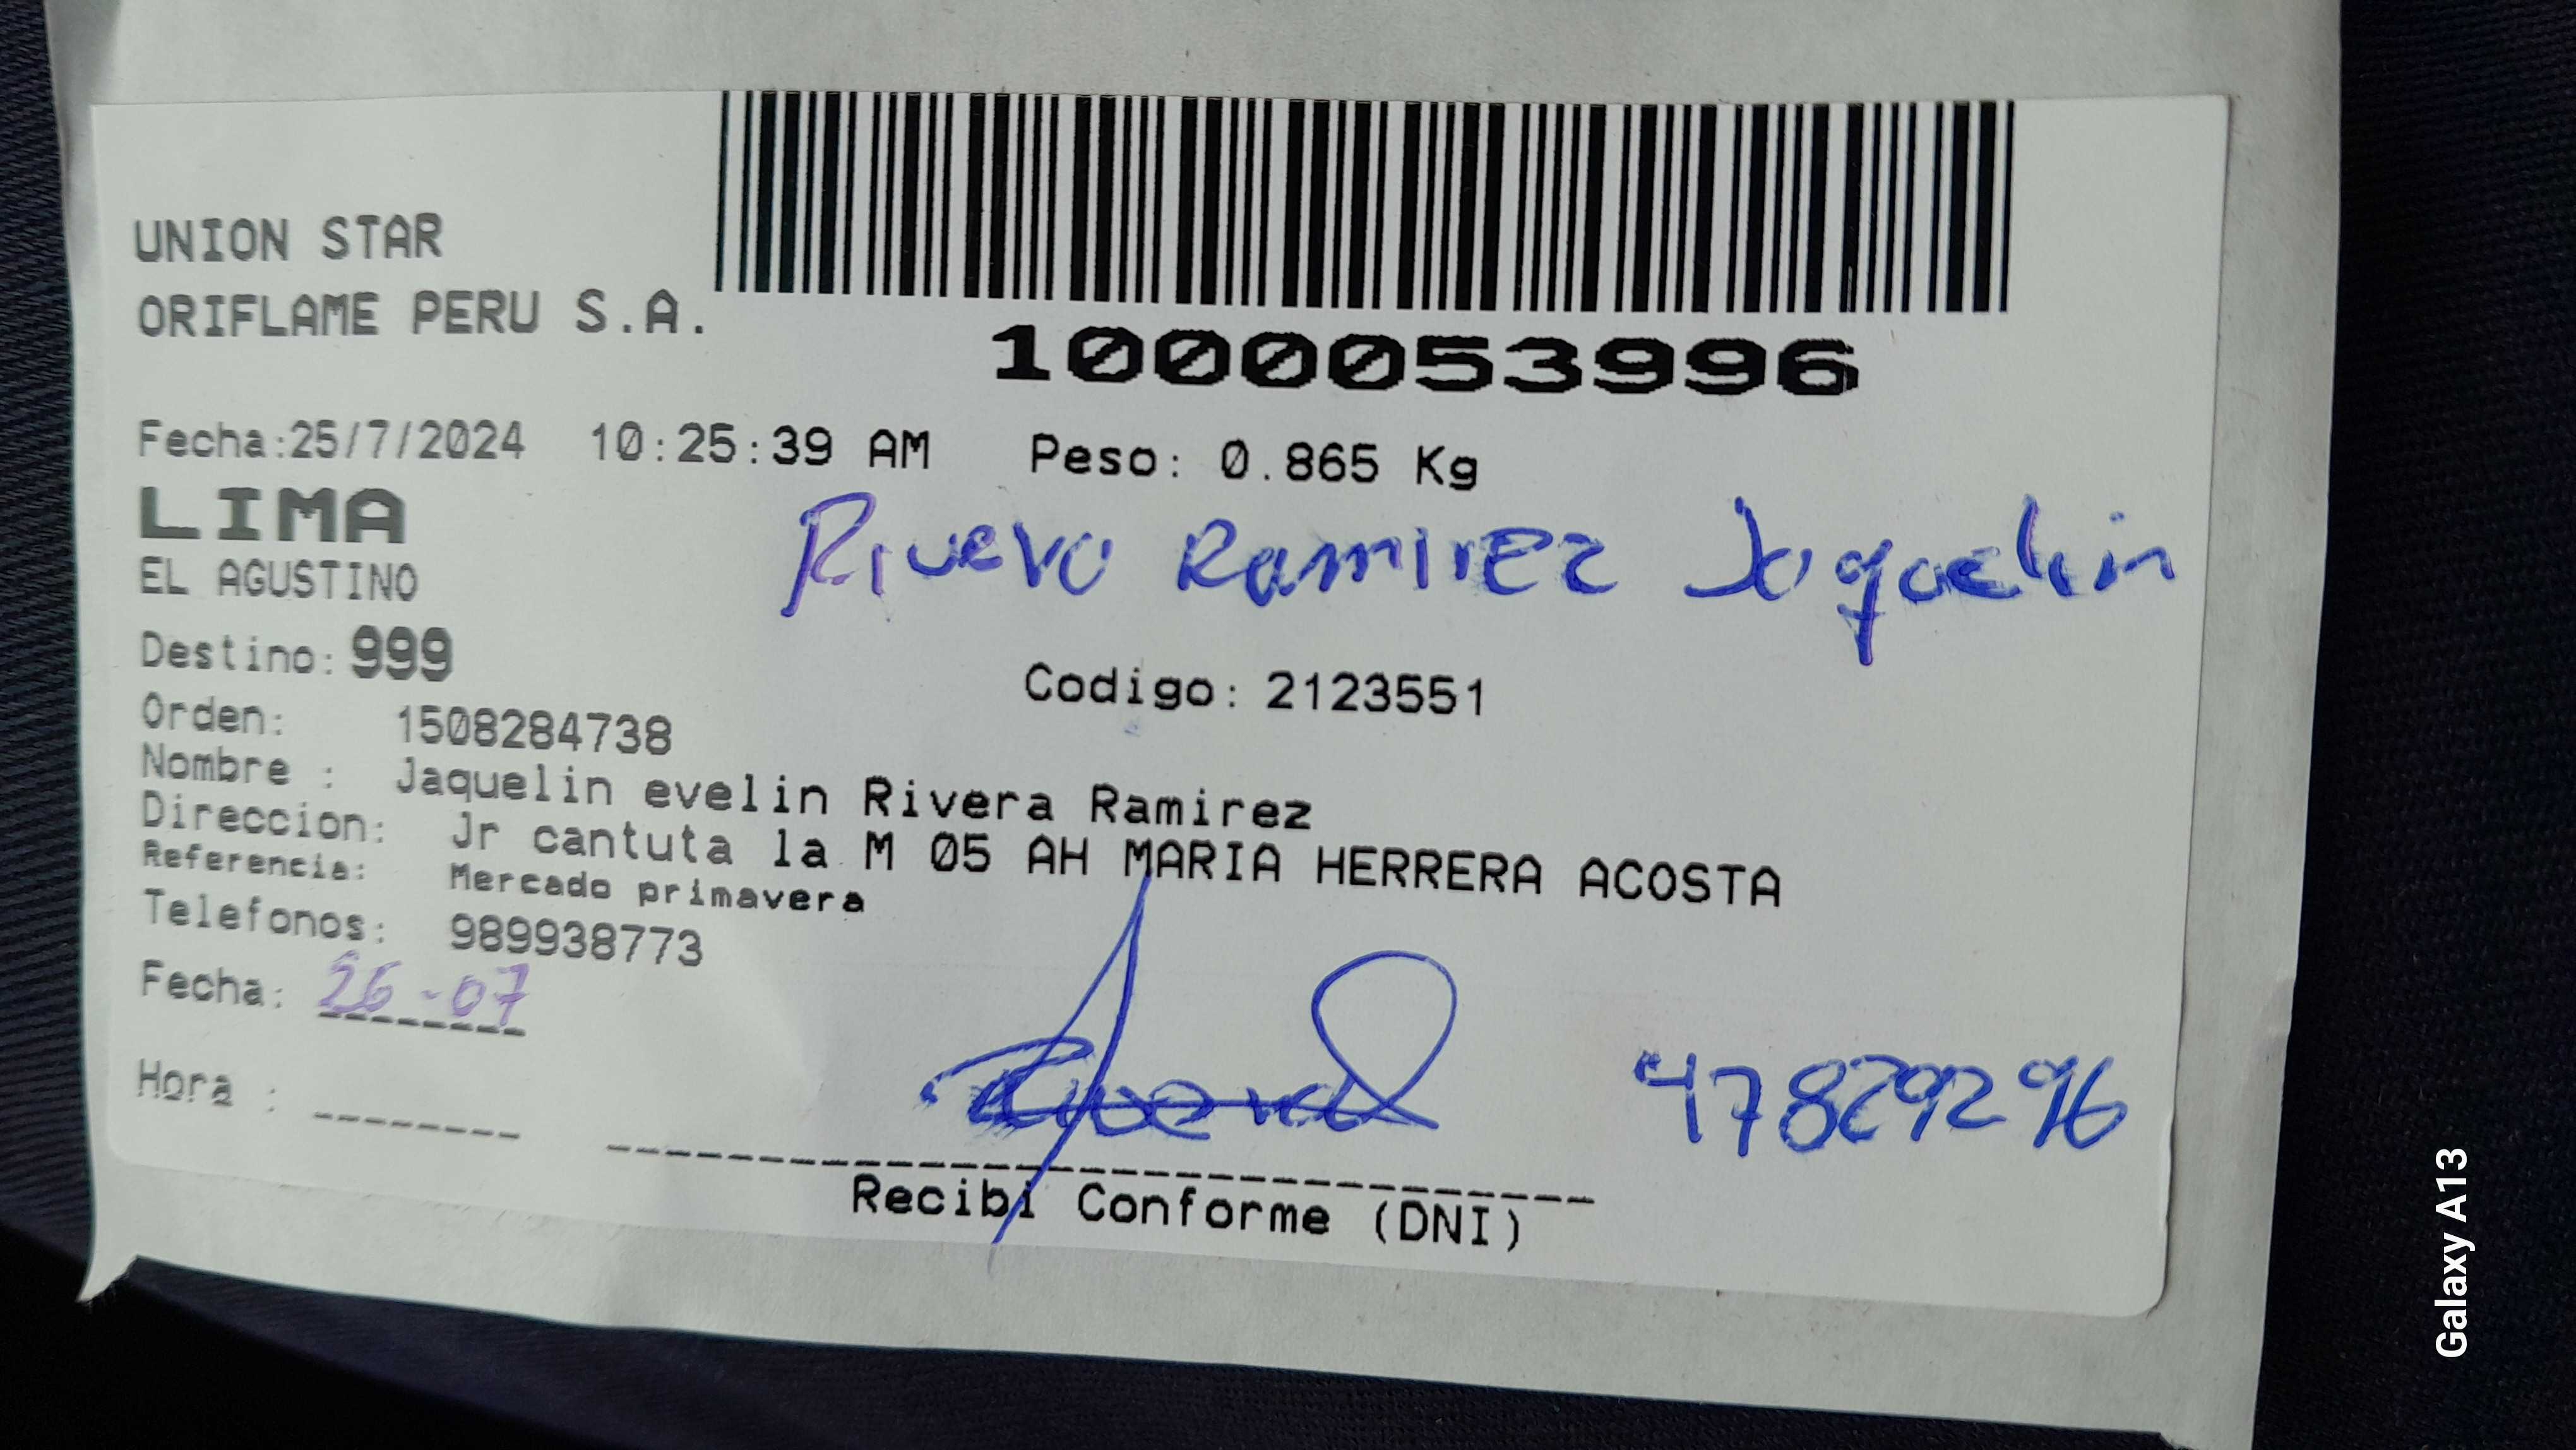 UNION STAR
ORIFLAME PERU S.A.
1000053996
Fecha:25/7/2024 10:25:39 AM Peso: 0.865 Kg
LIMA
Rivera Ramirez Jaquelin
EL AGUSTINO
Destino: 999
Codigo: 2123551
Orden: 1508284738
Nombre : Jaquelin evelin Rivera Ramirez
Direccion: Jr cantuta la M 05 AH MARIA HERRERA ACOSTA
Referencia: Mercado primavera
Telefonos: 989938773
Fecha: 26-07
47829296
Hora :
Recibi Conforme (DNI)
Galaxy A13